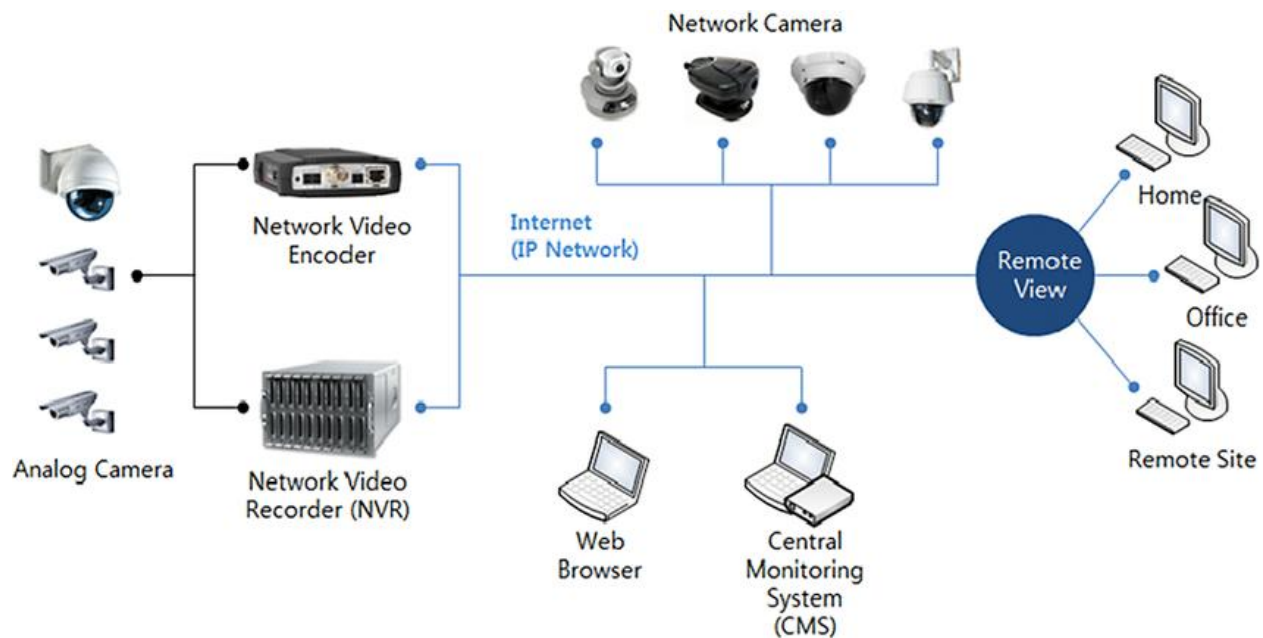 Network Camera
Network Video
Encoder
Internet
(IP Network)
Remote
View
Home
Office
Remote Site
Analog Camera
Network Video
Recorder (NVR)
Web
Browser
Central
Monitoring
System
(CMS)